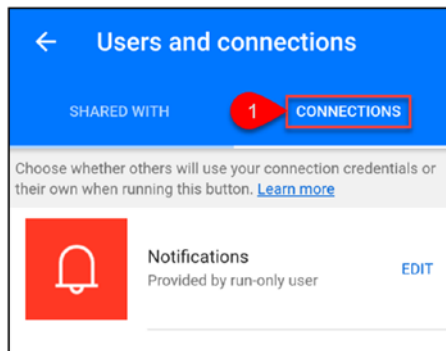 Users and connections
SHARED WITH 1 CONNECTIONS
Choose whether others will use your connection credentials or
their own when running this button. Learn more
Notifications
Provided by run-only user
EDIT